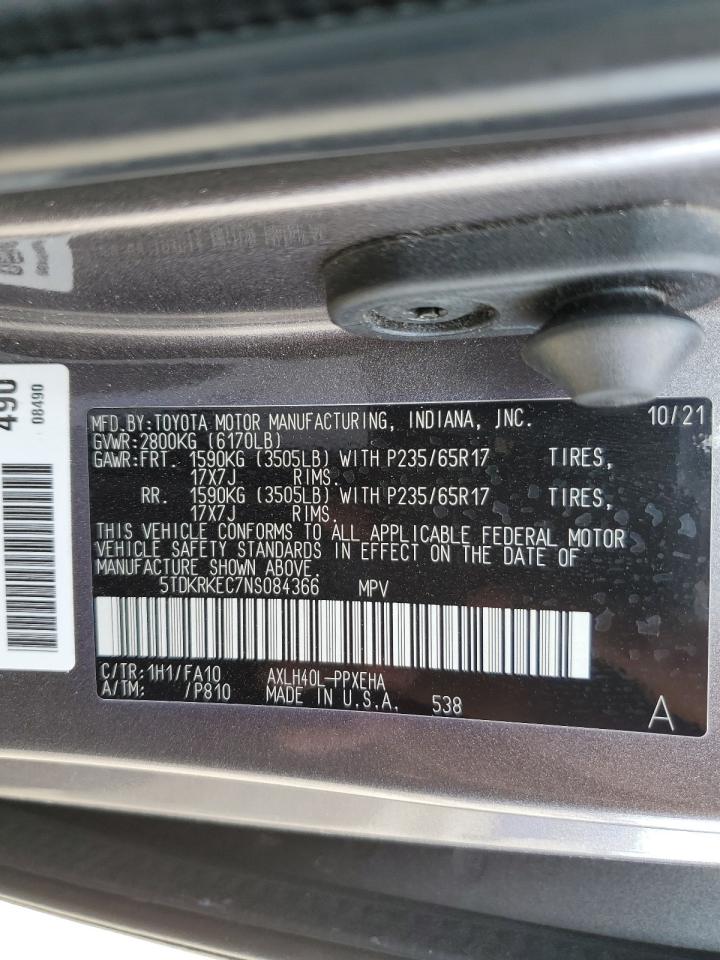 490
08490
MFD.BY:TOYOTA MOTOR MANUFACTURING, INDIANA, INC. 10/21
GVWR:2800KG (6170LB)
GAWR:FRT. 1590KG (3505LB) WITH P235/65R17 TIRES,
17X7J RIMS.
RR. 1590KG (3505LB) WITH P235/65R17 TIRES,
17X7J RIMS.
THIS VEHICLE CONFORMS TO ALL APPLICABLE FEDERAL MOTOR
VEHICLE SAFETY STANDARDS IN EFFECT ON THE DATE OF
MANUFACTURE SHOWN ABOVE
5TDKRKEC7NS084366 MPV
C/TR:1H1/FA10 AXLH40L-PPXEHA
A/TM: /P810 MADE IN U.S.A. 538 A